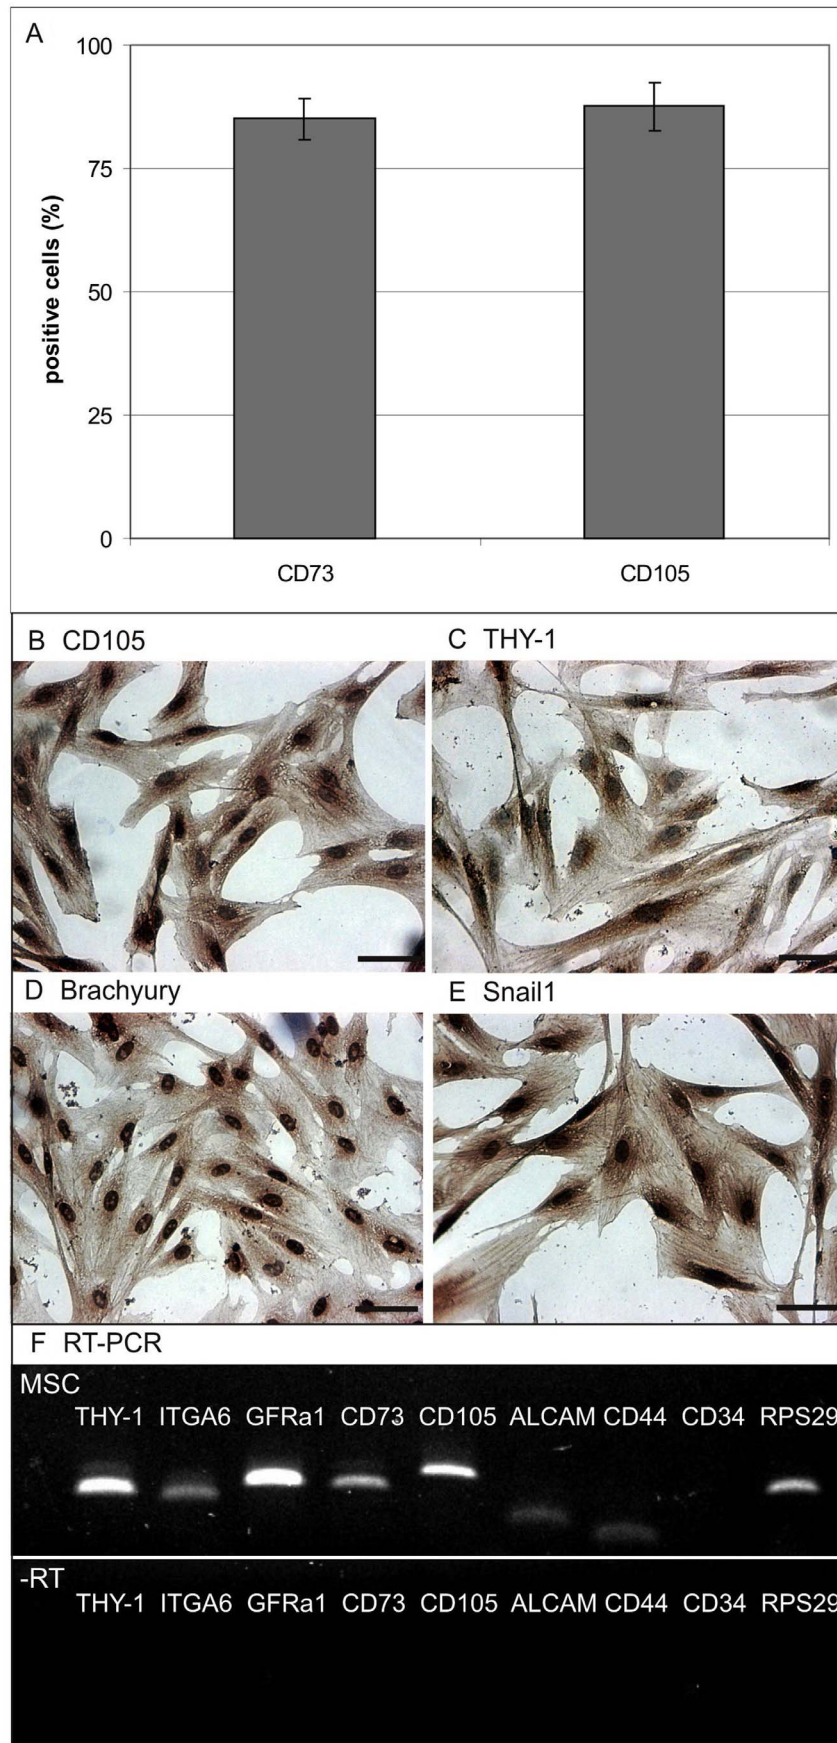 A
100
75
50
25
0
positive cells (%)
CD73 CD105
B CD105
C THY-1
D Brachyury
E Snail1
F RT-PCR
MSC
THY-1 ITGA6 GFRa1 CD73 CD105 ALCAM CD44 CD34 RPS29
-RT
THY-1 ITGA6 GFRa1 CD73 CD105 ALCAM CD44 CD34 RPS29